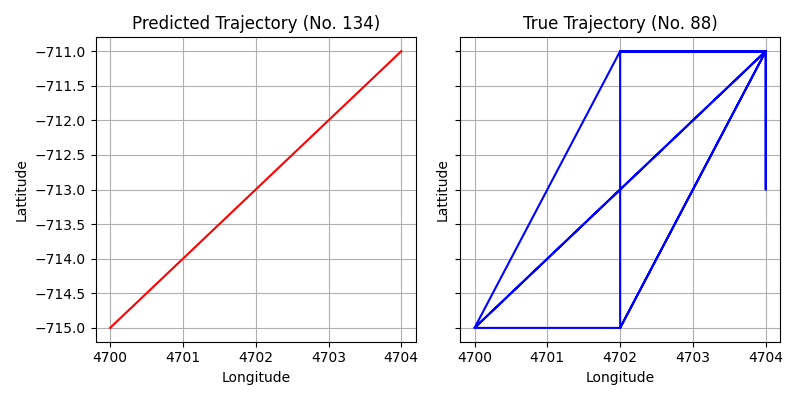 Predicted Trajectory (No. 134)
True Trajectory (No. 88)
−711.0
−711.5
−712.0
−712.5
−713.0
−713.5
−714.0
−714.5
−715.0
Lattitude
Lattitude
4700 4701 4702 4703 4704
4700 4701 4702 4703 4704
Longitude
Longitude